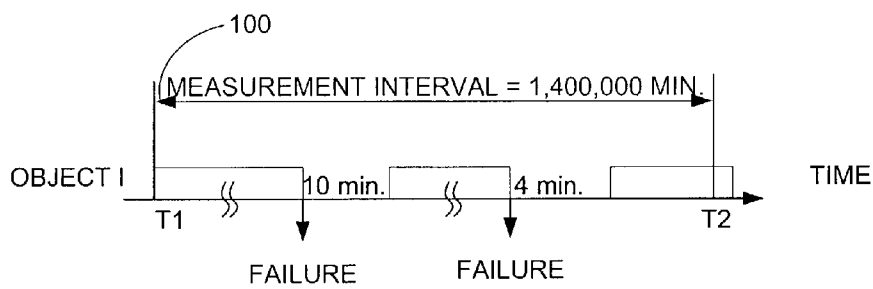 100
MEASUREMENT INTERVAL = 1,400,000 MIN.
OBJECT I
10 min.
4 min.
TIME
T1
T2
FAILURE
FAILURE